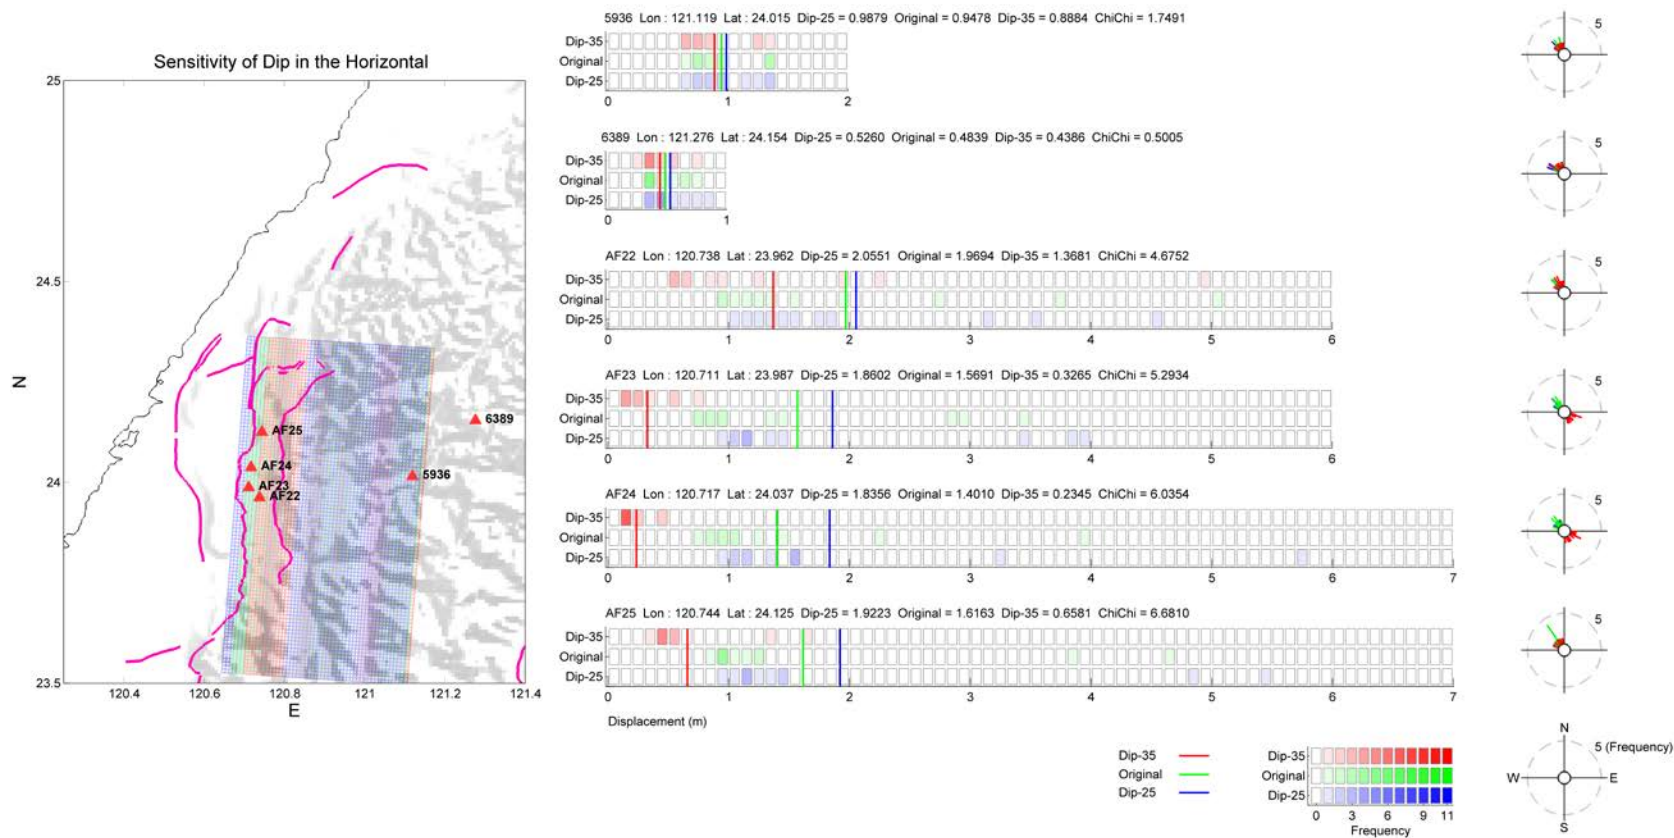 Sensitivity of Dip in the Horizontal
25
24.5
24
23.5
N
120.4 120.6 120.8 121 121.2 121.4
E
6389
AF25
AF24
5936
AF23
AF22
5936 Lon : 121.119 Lat : 24.015 Dip-25 = 0.9879 Original = 0.9478 Dip-35 = 0.8884 ChiChi = 1.7491
Dip-35
Original
Dip-25
0 1 2
5
6389 Lon : 121.276 Lat : 24.154 Dip-25 = 0.5260 Original = 0.4839 Dip-35 = 0.4386 ChiChi = 0.5005
Dip-35
Original
Dip-25
0 1
5
AF22 Lon : 120.738 Lat : 23.962 Dip-25 = 2.0551 Original = 1.9694 Dip-35 = 1.3681 ChiChi = 4.6752
Dip-35
Original
Dip-25
0 1 2 3 4 5 6
5
AF23 Lon : 120.711 Lat : 23.987 Dip-25 = 1.8602 Original = 1.5691 Dip-35 = 0.3265 ChiChi = 5.2934
Dip-35
Original
Dip-25
0 1 2 3 4 5 6
5
AF24 Lon : 120.717 Lat : 24.037 Dip-25 = 1.8356 Original = 1.4010 Dip-35 = 0.2345 ChiChi = 6.0354
Dip-35
Original
Dip-25
0 1 2 3 4 5 6 7
5
AF25 Lon : 120.744 Lat : 24.125 Dip-25 = 1.9223 Original = 1.6163 Dip-35 = 0.6581 ChiChi = 6.6810
Dip-35
Original
Dip-25
0 1 2 3 4 5 6 7
5
Displacement (m)
Dip-35
Original
Dip-25
Dip-35
Original
Dip-25
0 3 6 9 11
Frequency
N
5 (Frequency)
W E
S